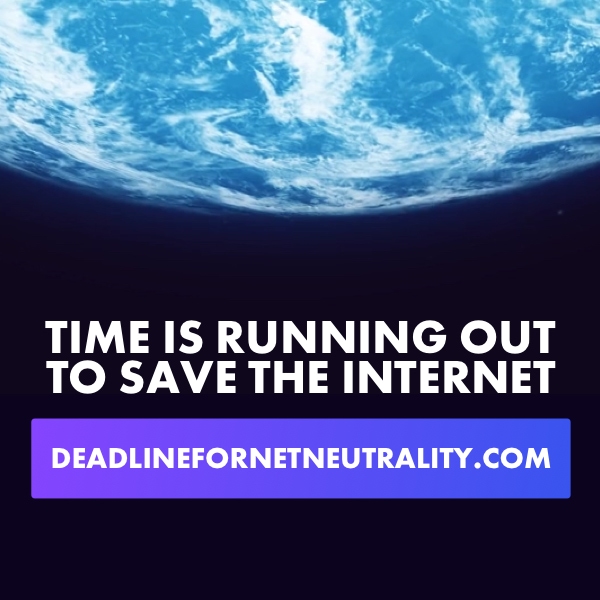 TIME IS RUNNING OUT
TO SAVE THE INTERNET
DEADLINEFORNETNEUTRALITY.COM